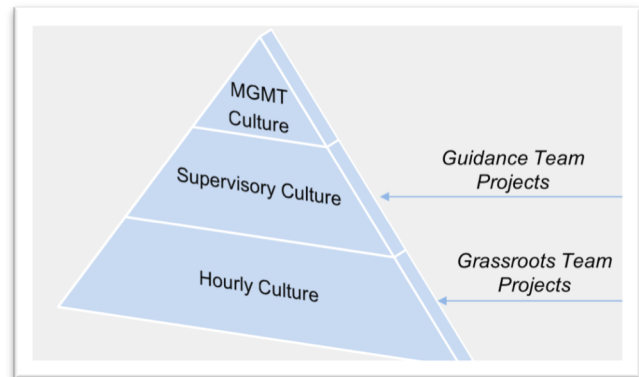 MGMT
Culture
Supervisory Culture
Hourly Culture
Guidance Team
Projects
Grassroots Team
Projects